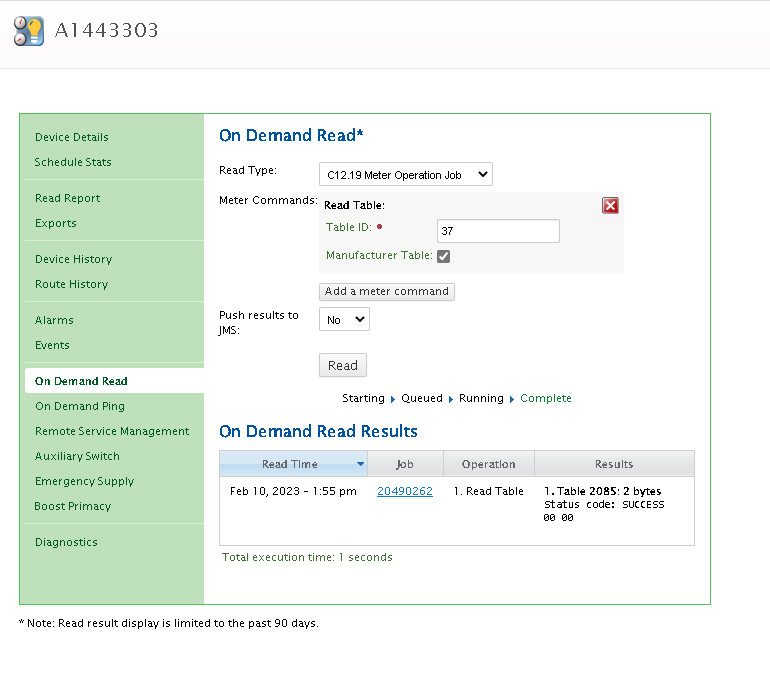 A1443303
Device Details
Schedule Stats
Read Report
Exports
Device History
Route History
Alarms
Events
On Demand Read
On Demand Ping
Remote Service Management
Auxiliary Switch
Emergency Supply
Boost Primacy
Diagnostics
On Demand Read*
Read Type: C12.19 Meter Operation Job
Meter Commands: Read Table:
Table ID: • 37
Manufacturer Table:
Add a meter command
Push results to JMS: No
Read
Starting Queued Running Complete
On Demand Read Results
Read Time Job Operation Results
Feb 10, 2023 - 1:55 pm 20490262 1. Read Table 1. Table 2085: 2 bytes
Status code: SUCCESS
00 00
Total execution time: 1 seconds
* Note: Read result display is limited to the past 90 days.